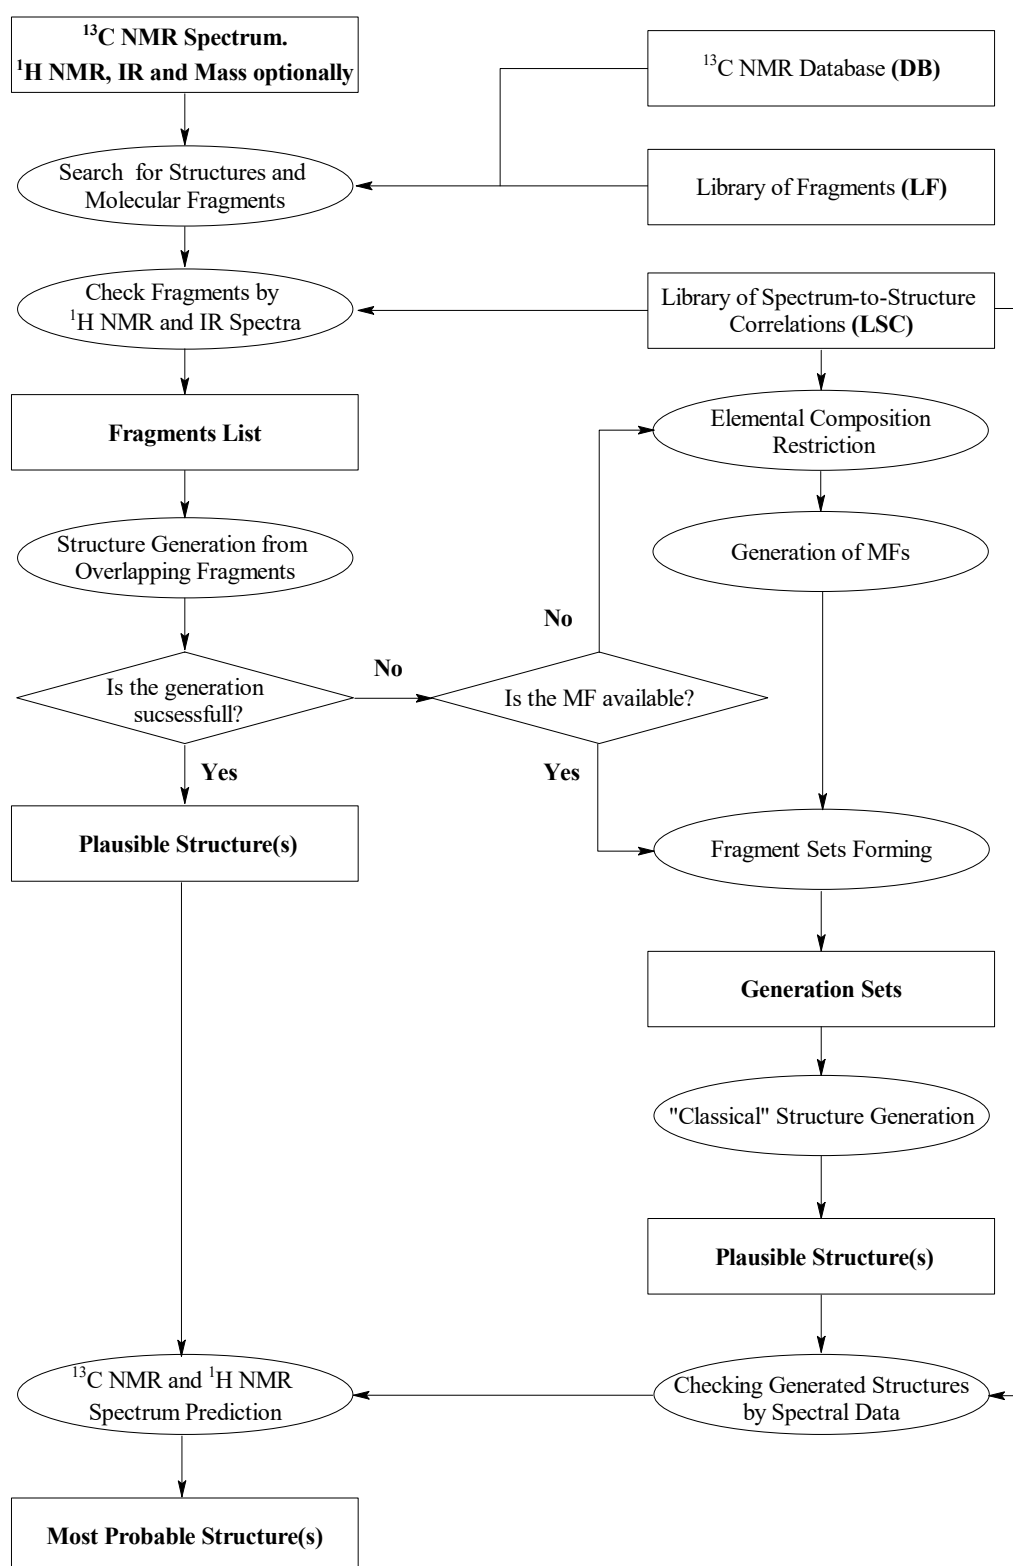 ¹³C NMR Spectrum.
¹H NMR, IR and Mass optionally
¹³C NMR Database (DB)
Search for Structures and
Molecular Fragments
Library of Fragments (LF)
Check Fragments by
¹H NMR and IR Spectra
Library of Spectrum-to-Structure
Correlations (LSC)
Fragments List
Elemental Composition
Restriction
Structure Generation from
Overlapping Fragments
Generation of MFs
No
Is the generation
sucsessfull?
No
Is the MF available?
Yes
Yes
Plausible Structure(s)
Fragment Sets Forming
Generation Sets
"Classical" Structure Generation
Plausible Structure(s)
¹³C NMR and ¹H NMR
Spectrum Prediction
Checking Generated Structures
by Spectral Data
Most Probable Structure(s)